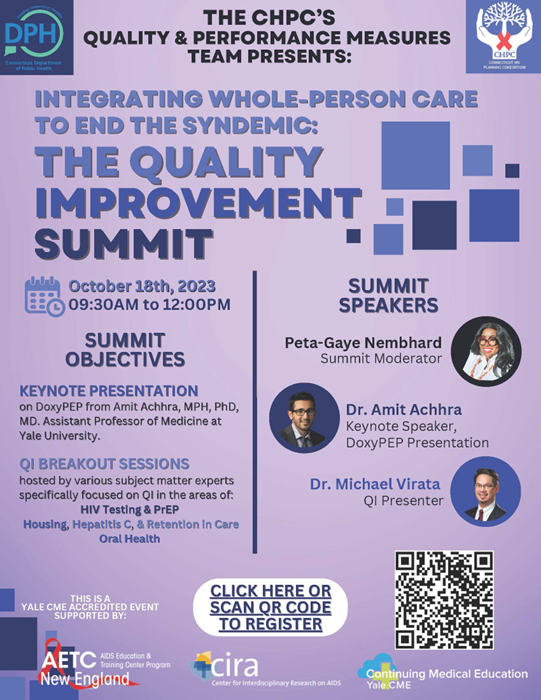 DPH
Connecticut Department
of Public Health
THE CHPC'S
QUALITY & PERFORMANCE MEASURES
TEAM PRESENTS:
CHPC
CONNECTICUT HIV
PLANNING CONSORTIUM
INTEGRATING WHOLE-PERSON CARE
TO END THE SYNDEMIC:
THE QUALITY
IMPROVEMENT
SUMMIT
October 18th, 2023
09:30AM to 12:00PM
SUMMIT
OBJECTIVES
KEYNOTE PRESENTATION
on DoxyPEP from Amit Achhra, MPH, PhD,
MD. Assistant Professor of Medicine at
Yale University.
QI BREAKOUT SESSIONS
hosted by various subject matter experts
specifically focused on QI in the areas of:
HIV Testing & PrEP
Housing, Hepatitis C, & Retention in Care
Oral Health
SUMMIT
SPEAKERS
Peta-Gaye Nembhard
Summit Moderator
Dr. Amit Achhra
Keynote Speaker,
DoxyPEP Presentation
Dr. Michael Virata
QI Presenter
THIS IS A
YALE CME ACCREDITED EVENT
SUPPORTED BY:
CLICK HERE OR
SCAN QR CODE
TO REGISTER
AETC AIDS Education &
Training Center Program
New England
cira
Center for Interdisciplinary Research on AIDS
Continuing Medical Education
Yale CME